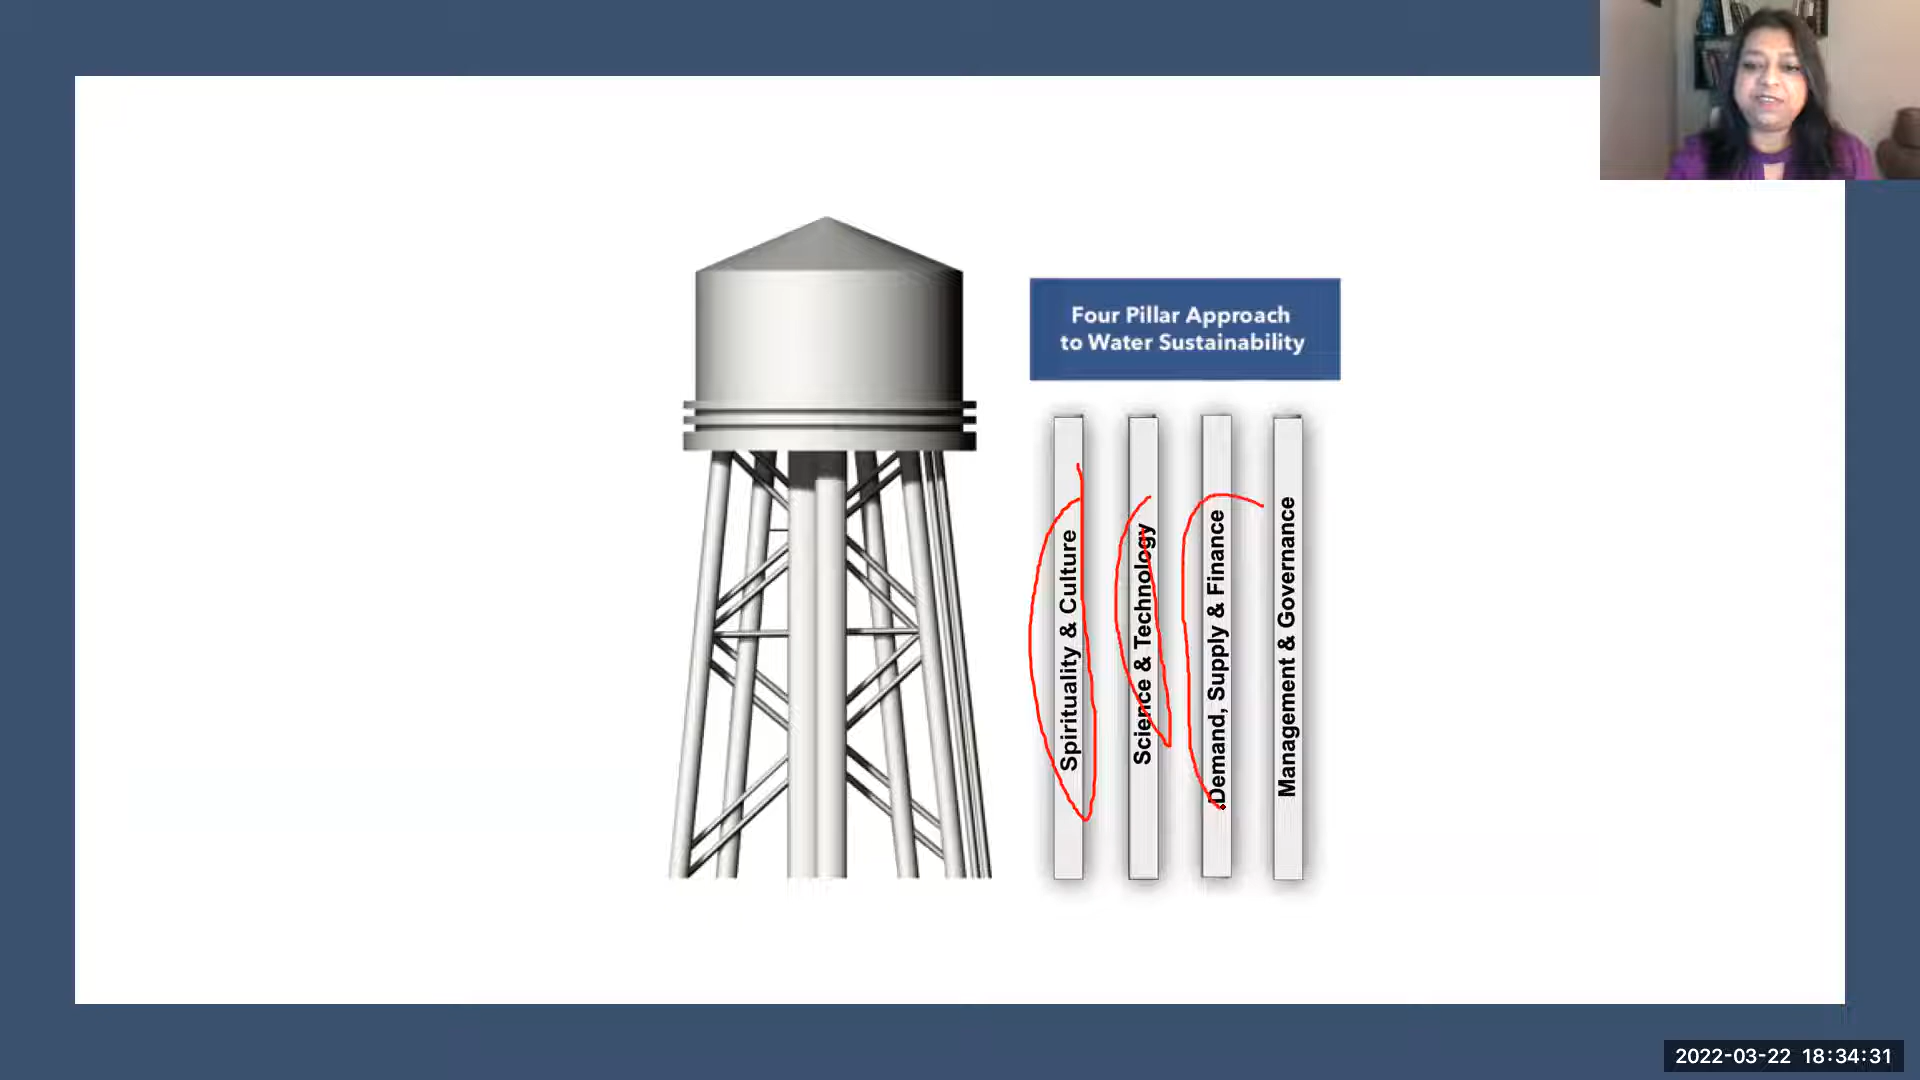 Four Pillar Approach
to Water Sustainability
Spirituality & Culture
Science & Technology
Demand, Supply & Finance
Management & Governance
2022-03-22 18:34:31